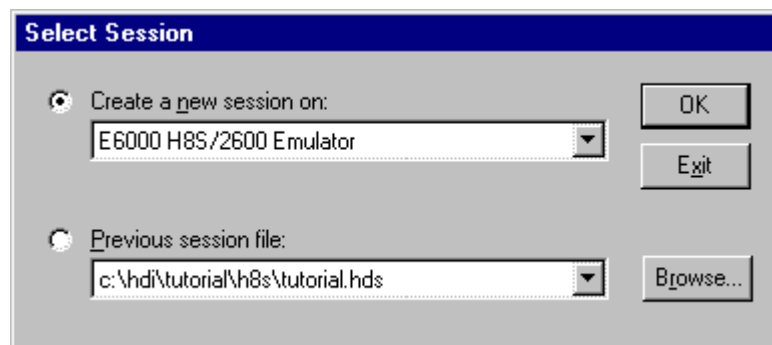 Select Session
Create a new session on:
OK
E6000 H8S/2600 Emulator
Exit
Previous session file:
c:\hdi\tutorial\h8s\tutorial.hds
Browse...